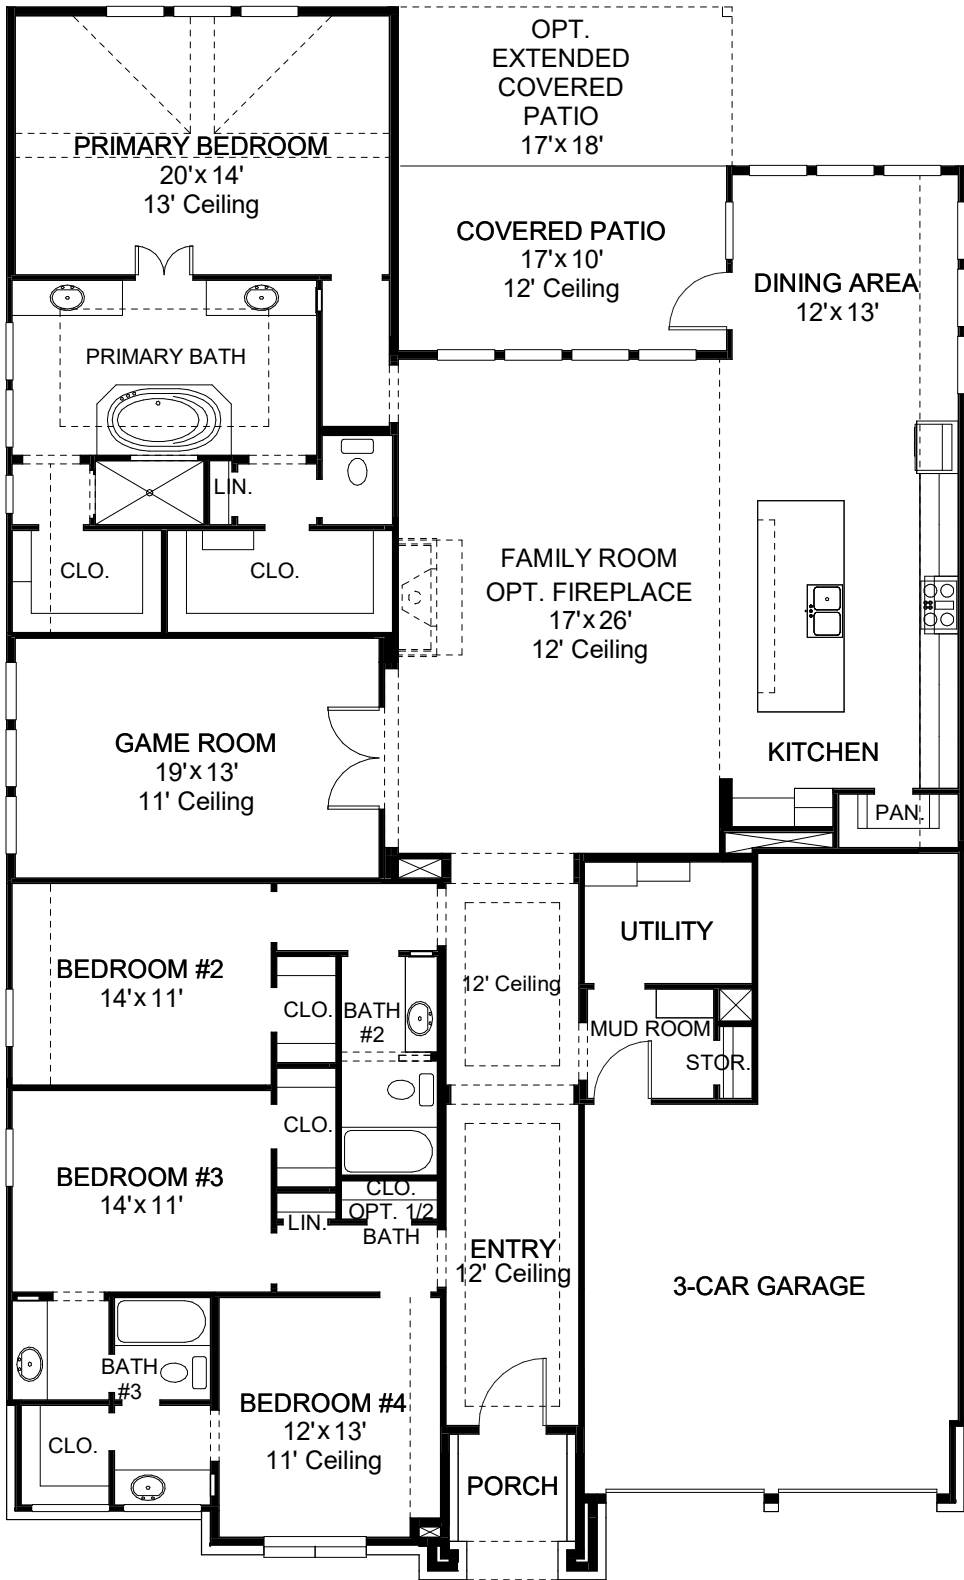 OPT.
EXTENDED
COVERED
PATIO
17'x 18'
PRIMARY BEDROOM
20'x 14'
13' Ceiling
COVERED PATIO
17'x 10'
12' Ceiling
DINING AREA
12'x 13'
PRIMARY BATH
LIN.
CLO.
CLO.
FAMILY ROOM
OPT. FIREPLACE
17'x 26'
12' Ceiling
GAME ROOM
19'x 13'
11' Ceiling
KITCHEN
PAN.
UTILITY
BEDROOM #2
14'x 11'
CLO.
BATH
#2
12' Ceiling
MUD ROOM
STOR.
CLO.
BEDROOM #3
14'x 11'
CLO.
OPT. 1/2
BATH
LIN.
ENTRY
12' Ceiling
3-CAR GARAGE
BATH
#3
BEDROOM #4
12'x 13'
11' Ceiling
CLO.
PORCH